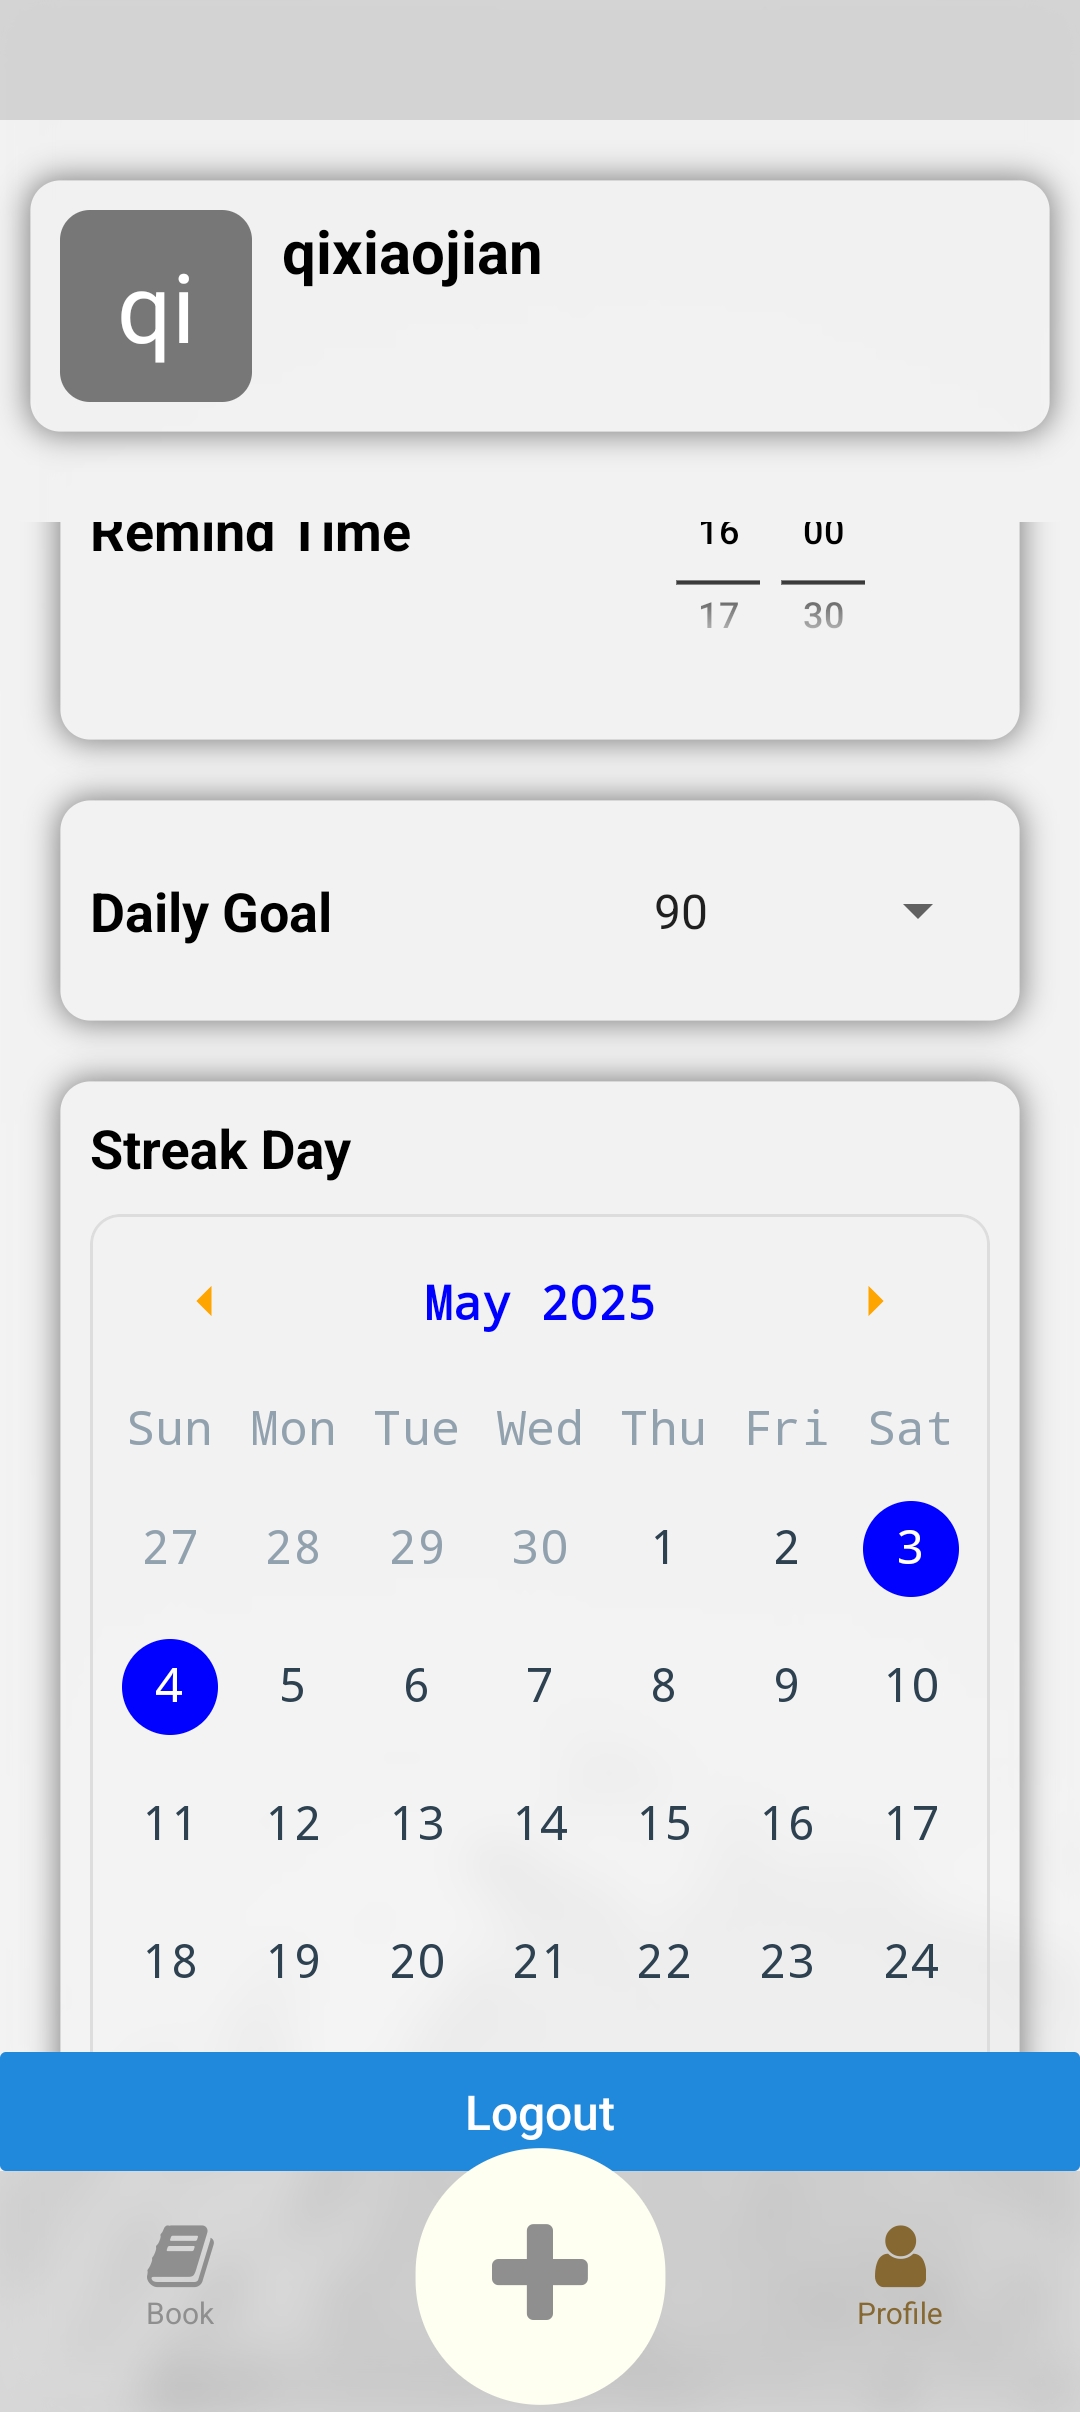 qi
qixiaojian
Remind Time
16 00
17 30
Daily Goal
90
Streak Day
May 2025
Sun Mon Tue Wed Thu Fri Sat
27 28 29 30 1 2 3
4 5 6 7 8 9 10
11 12 13 14 15 16 17
18 19 20 21 22 23 24
Logout
Book
Profile